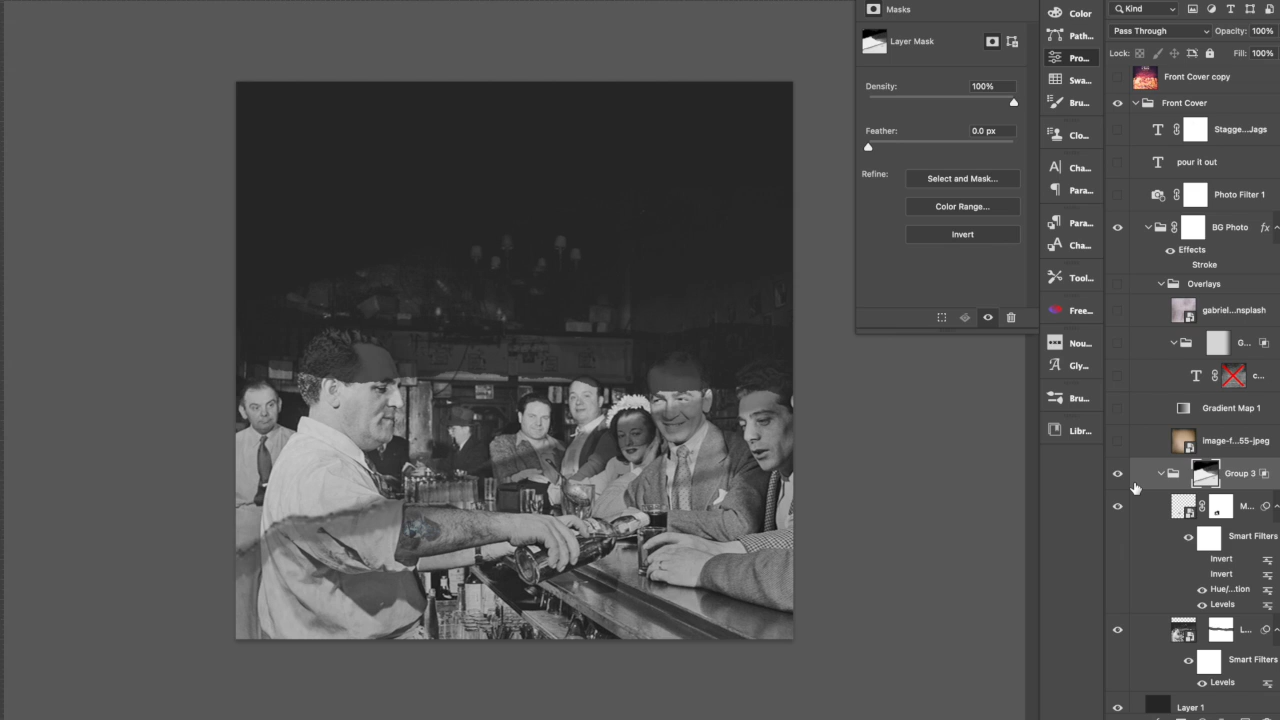 Masks
Layer Mask
Density:
100%
Feather:
0.0 px
Refine:
Select and Mask...
Color Range...
Invert
Color
Path...
Pro...
Swa...
Bru...
Clo...
Cha...
Para...
Para...
Cha...
Tool...
Free...
Nou...
Gly...
Bru...
Libr...
Kind
Pass Through
Opacity: 100%
Lock:
Fill: 100%
Front Cover copy
Front Cover
Stagge...Jags
pour it out
Photo Filter 1
BG Photo fx
Effects
Stroke
Overlays
gabriel...nsplash
G...
c...
Gradient Map 1
image-f...55-jpeg
Group 3
M...
Smart Filters
Invert
Invert
Hue/...tion
Levels
L...
Smart Filters
Levels
Layer 1